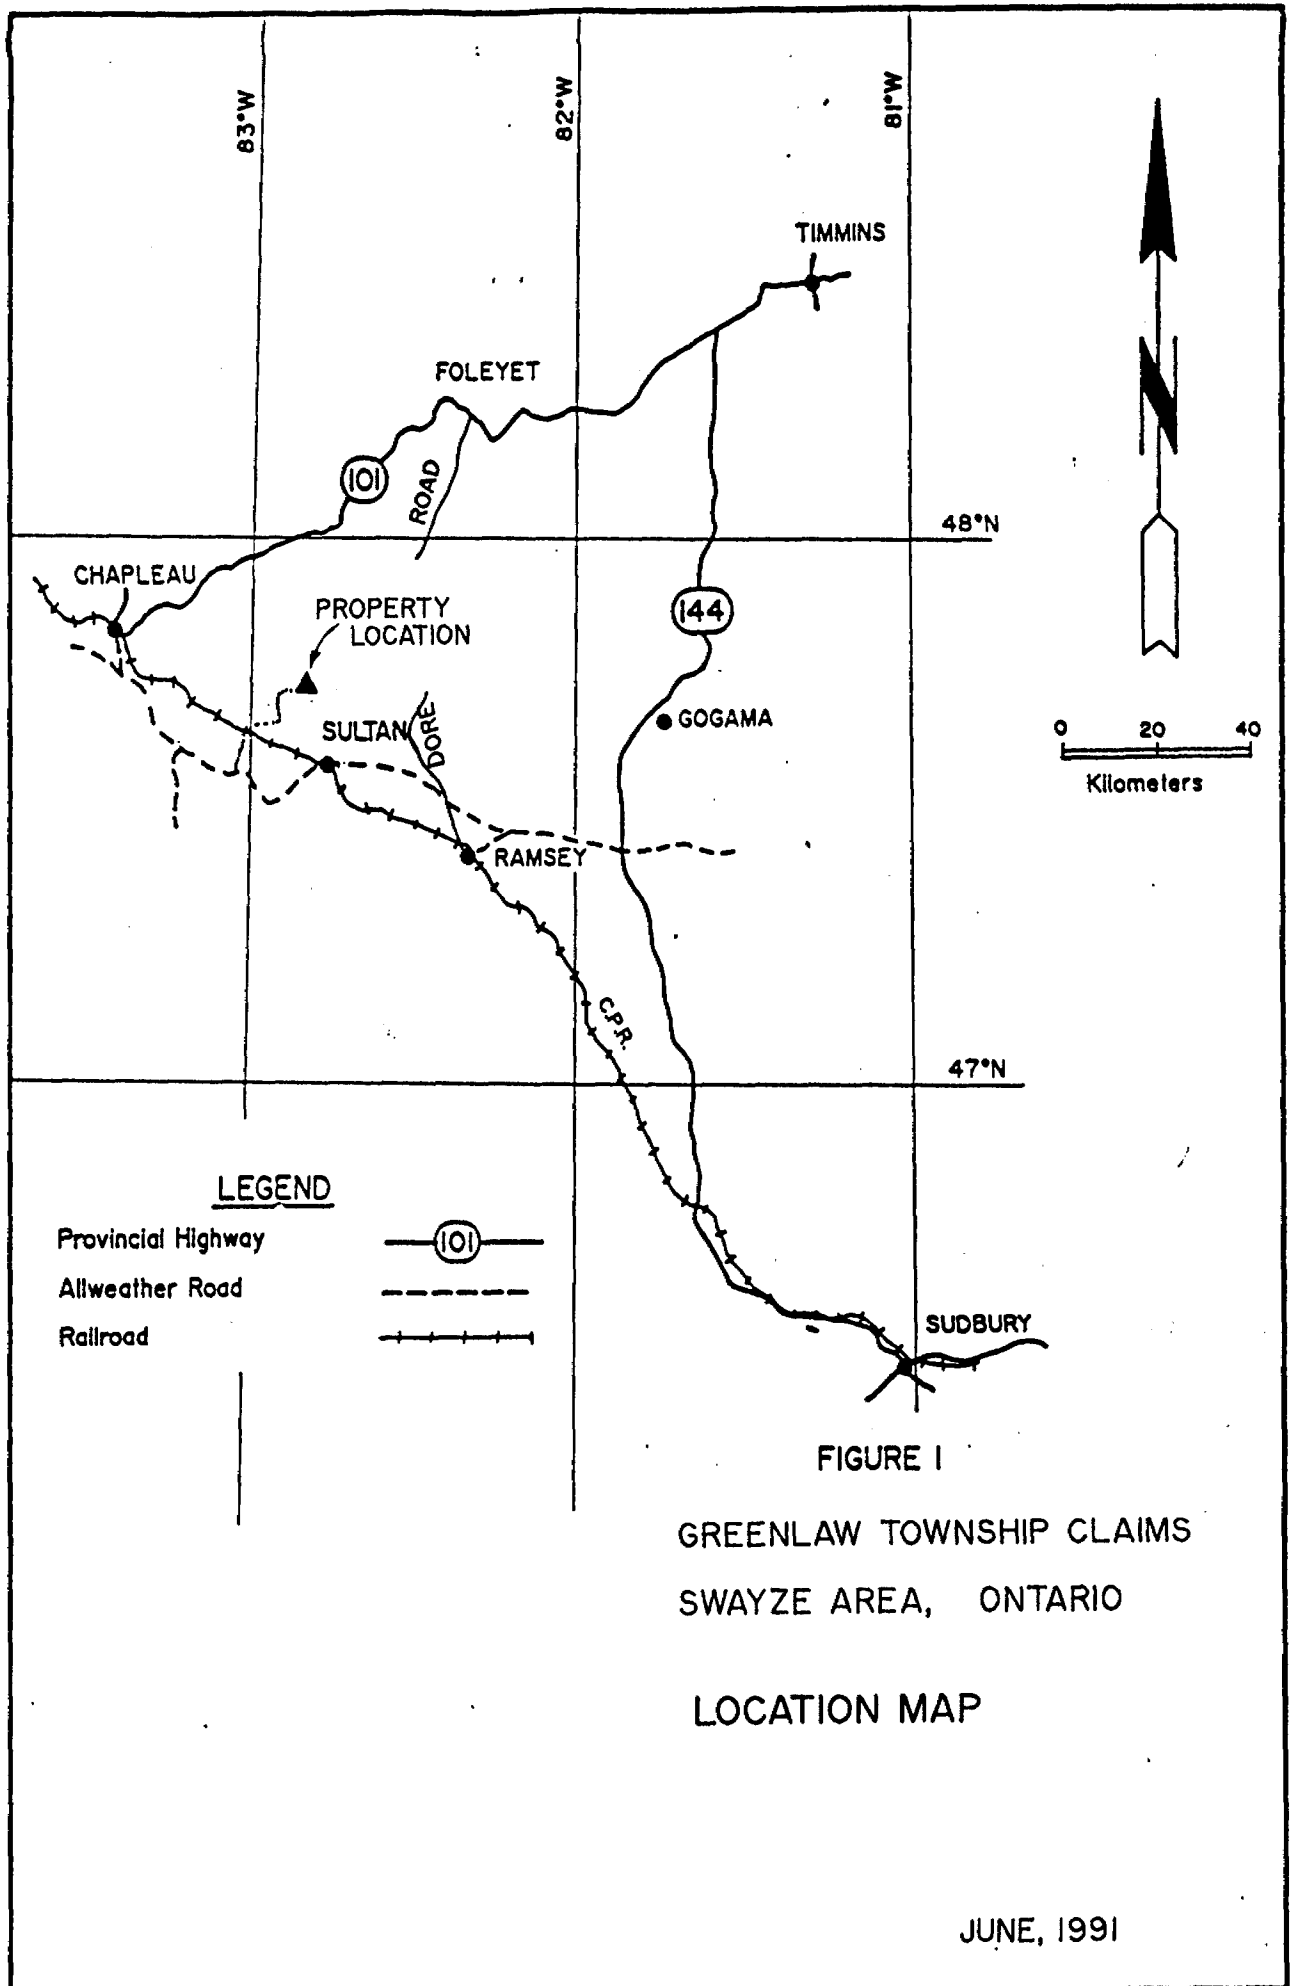 83°W
82°W
81°W
TIMMINS
FOLEYET
101
ROAD
48°N
N
CHAPLEAU
PROPERTY
LOCATION
144
SULTAN
DORE
GOGAMA
0 20 40
Kilometers
RAMSEY
C.P.R.
47°N
LEGEND
Provincial Highway 101
Allweather Road
Railroad
SUDBURY
FIGURE 1
GREENLAW TOWNSHIP CLAIMS
SWAYZE AREA, ONTARIO
LOCATION MAP
JUNE, 1991